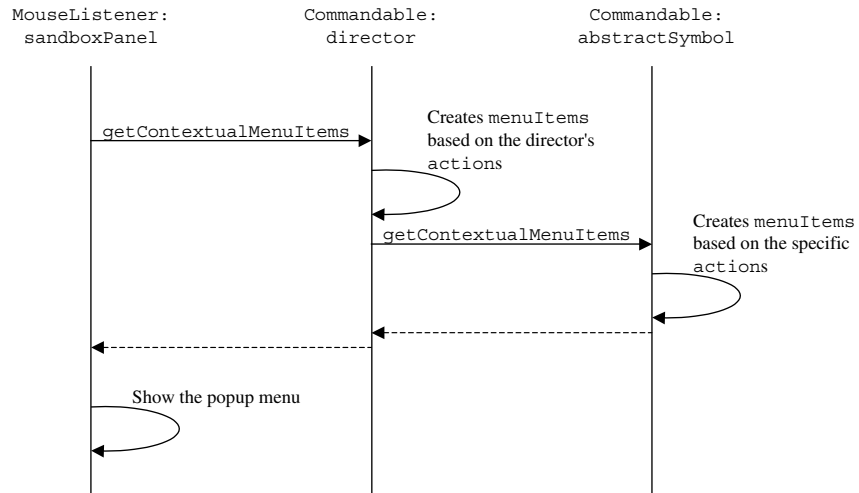 MouseListener:
sandboxPanel
Commandable:
director
Commandable:
abstractSymbol
getContextualMenuItems
Creates menuItems
based on the director's
actions
getContextualMenuItems
Creates menuItems
based on the specific
actions
Show the popup menu